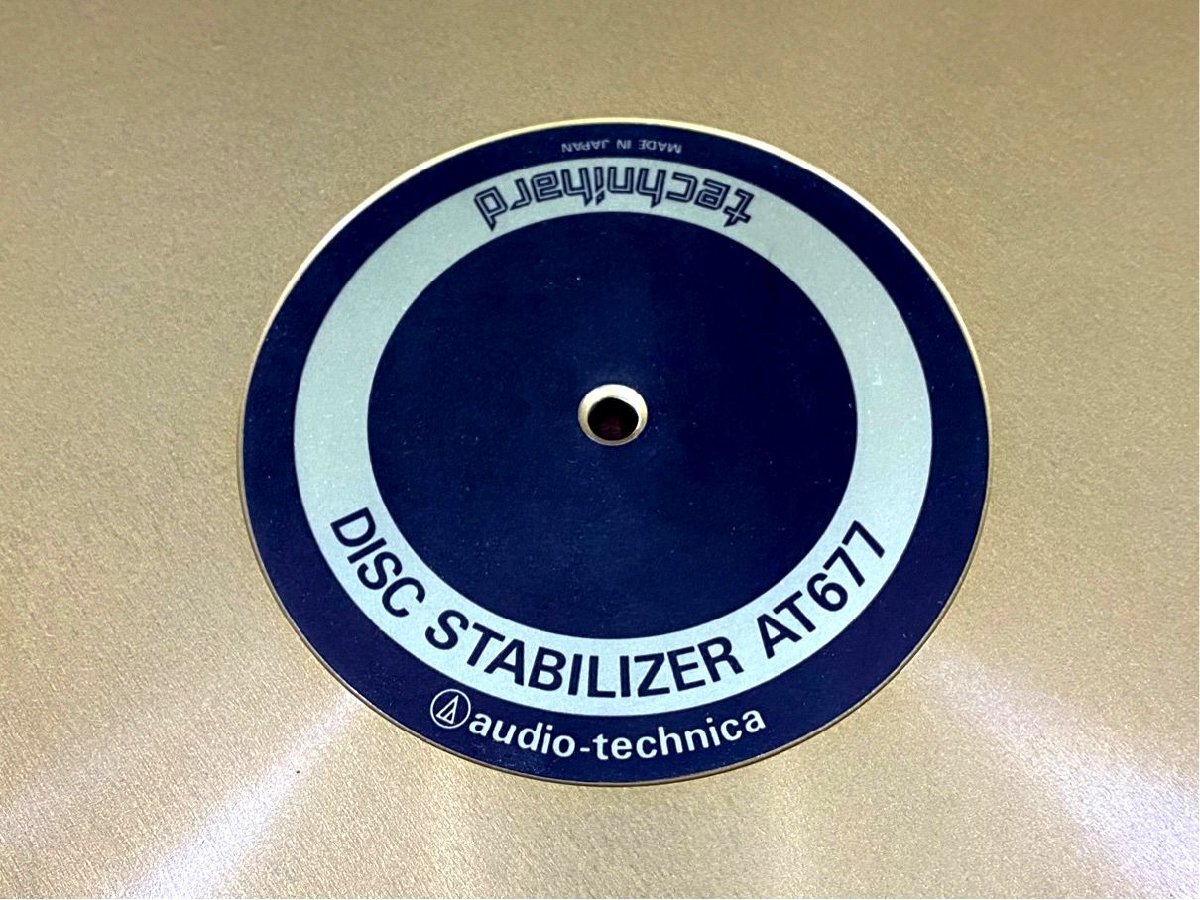 MADE IN JAPAN
technihard
DISC STABILIZER AT677
audio-technica